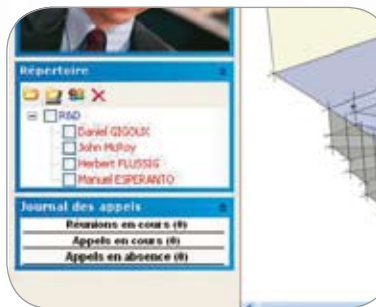 Répertoire
R&D
Daniel GIGOUX
John McRoy
Herbert FLUSSIG
Manuel ESPERANTO
Journal des appels
Réunions en cours (0)
Appels en cours (0)
Appels en absence (0)